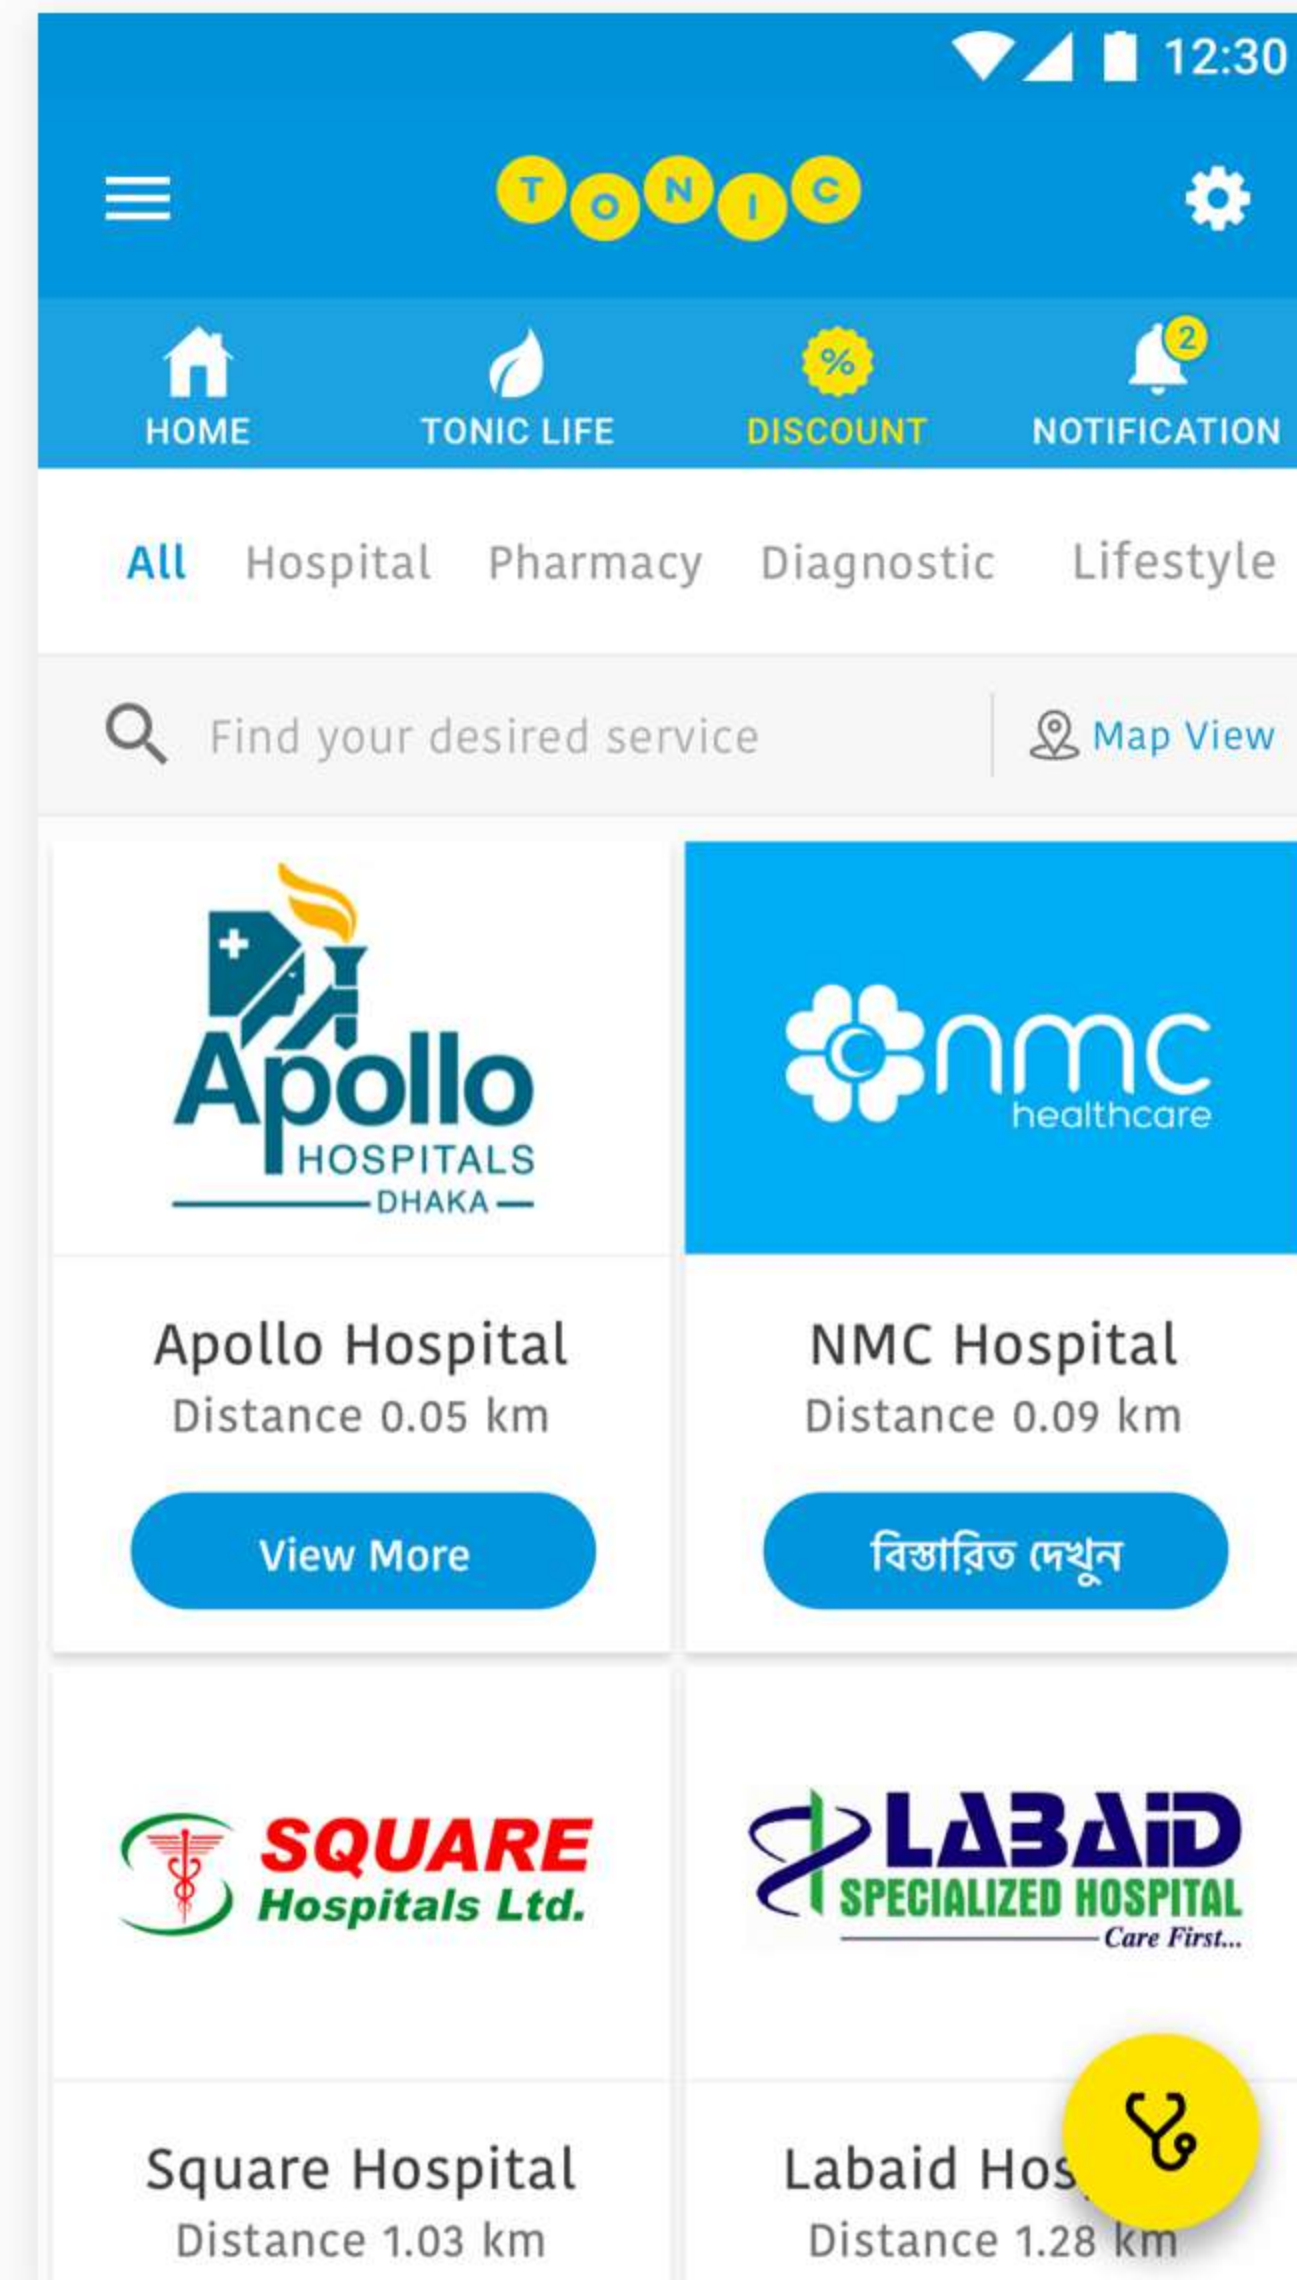 12:30
TONIC
2
%
HOME TONIC LIFE DISCOUNT NOTIFICATION
All Hospital Pharmacy Diagnostic Lifestyle
Find your desired service Map View
Apollo
HOSPITALS
DHAKA
nmc
healthcare
Apollo Hospital
Distance 0.05 km
View More
NMC Hospital
Distance 0.09 km
বিস্তারিত দেখুন
SQUARE
Hospitals Ltd.
LABAID
SPECIALIZED HOSPITAL
Care First...
Square Hospital
Distance 1.03 km
Labaid Hos
Distance 1.28 km